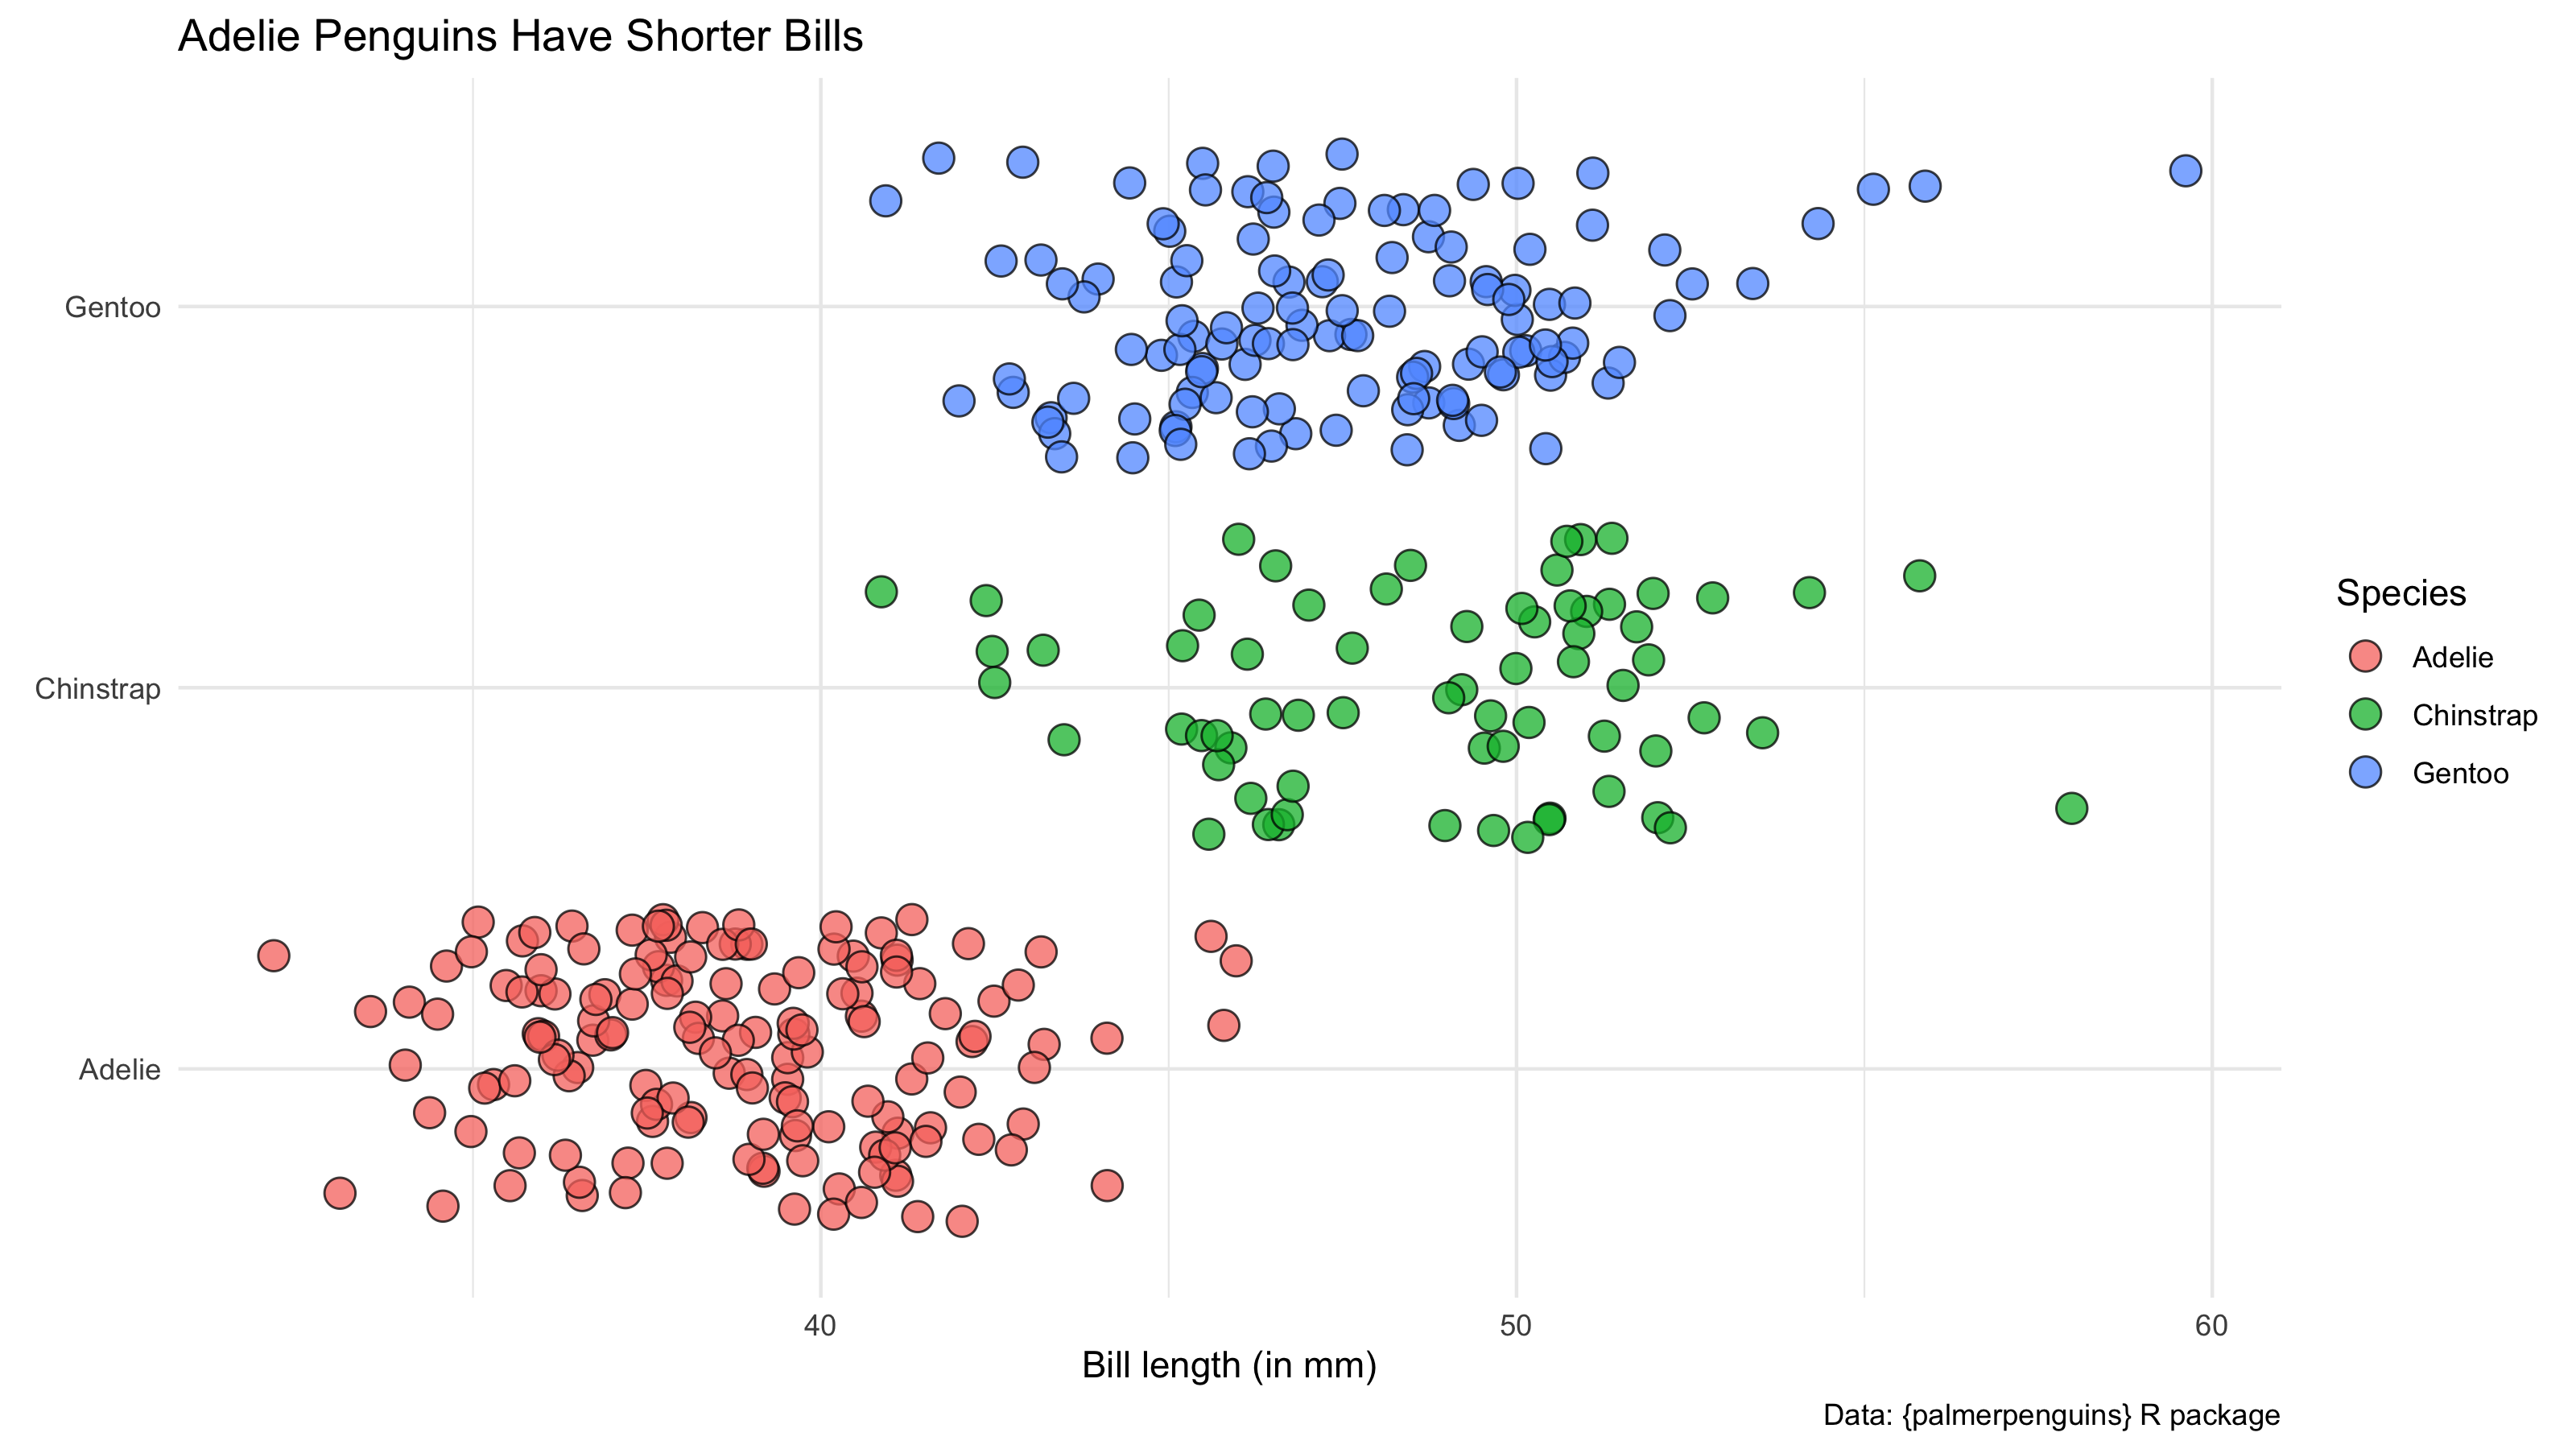 Adelie Penguins Have Shorter Bills
Gentoo
Chinstrap
Adelie
40
50
60
Bill length (in mm)
Species
Adelie
Chinstrap
Gentoo
Data: {palmerpenguins} R package